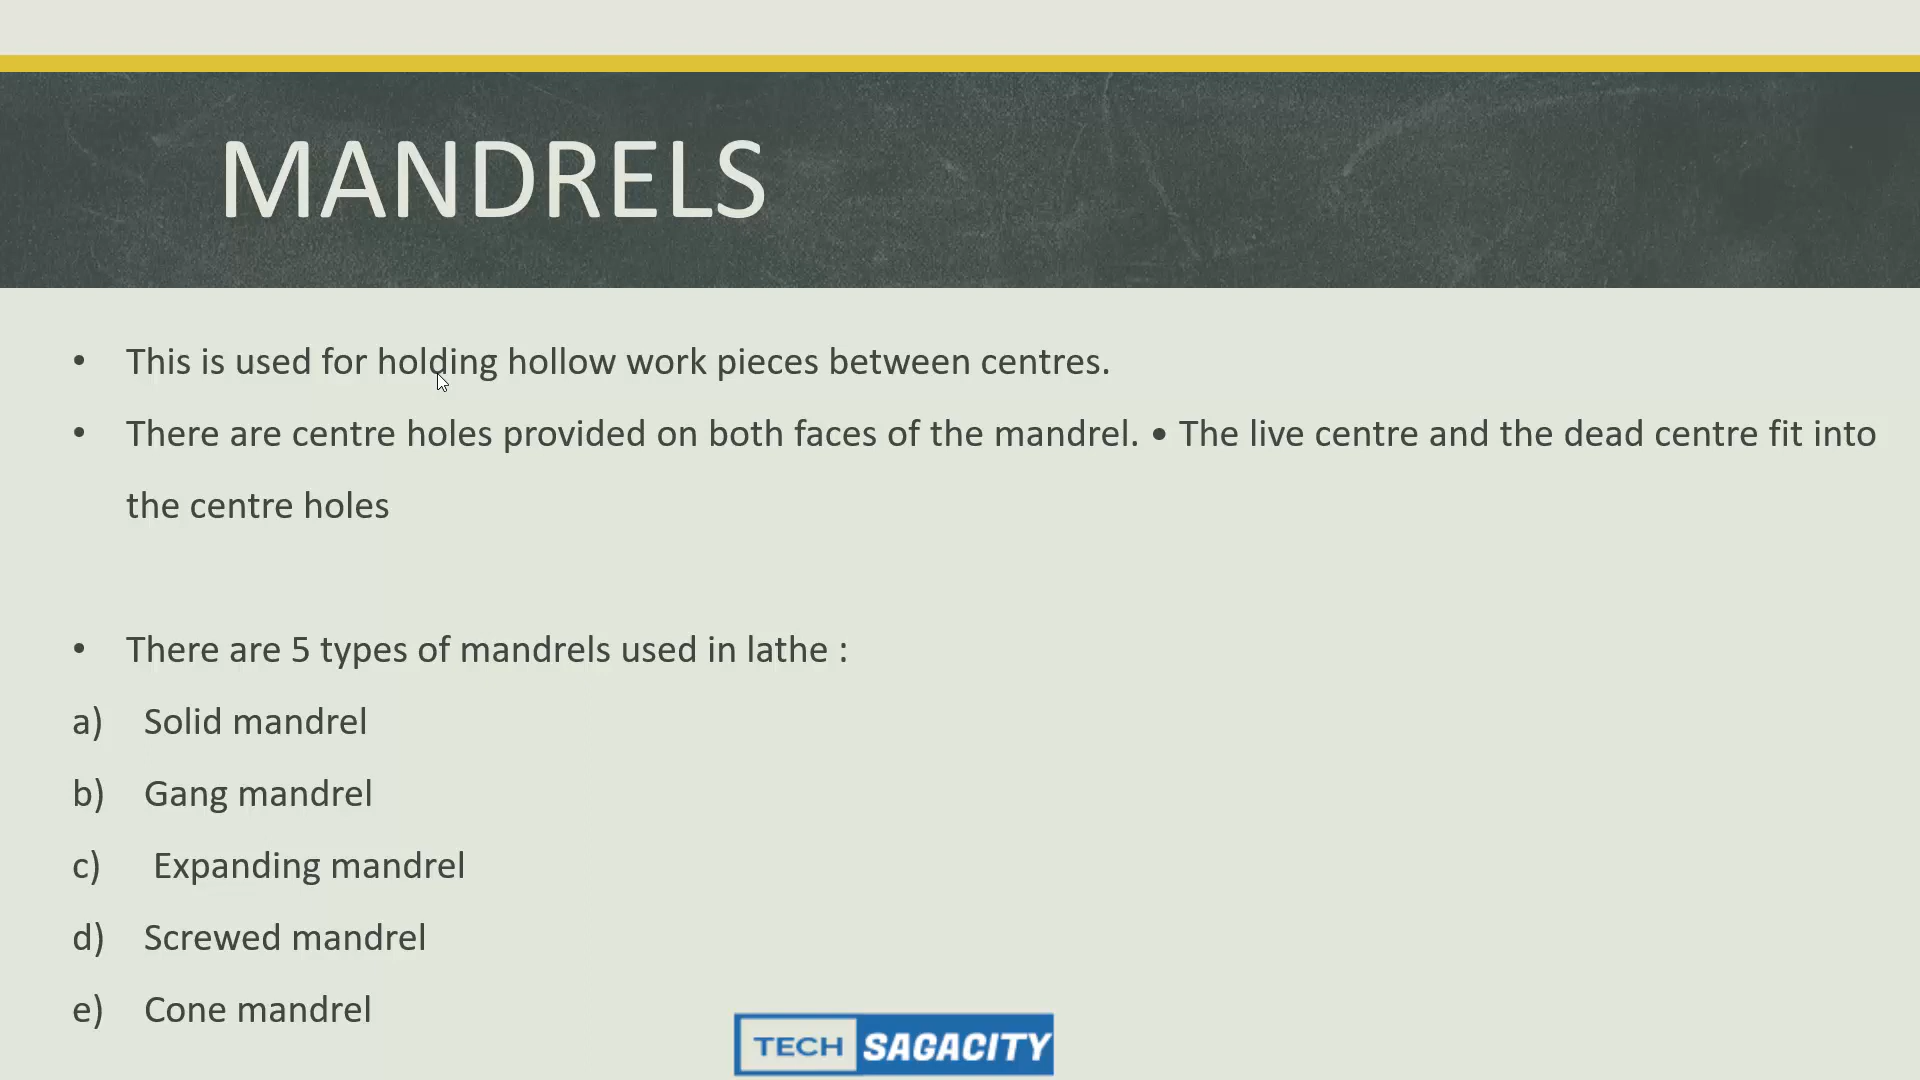 MANDRELS
• This is used for holding hollow work pieces between centres.
• There are centre holes provided on both faces of the mandrel. • The live centre and the dead centre fit into
the centre holes
• There are 5 types of mandrels used in lathe :
a) Solid mandrel
b) Gang mandrel
c) Expanding mandrel
d) Screwed mandrel
e) Cone mandrel
TECH SAGACITY